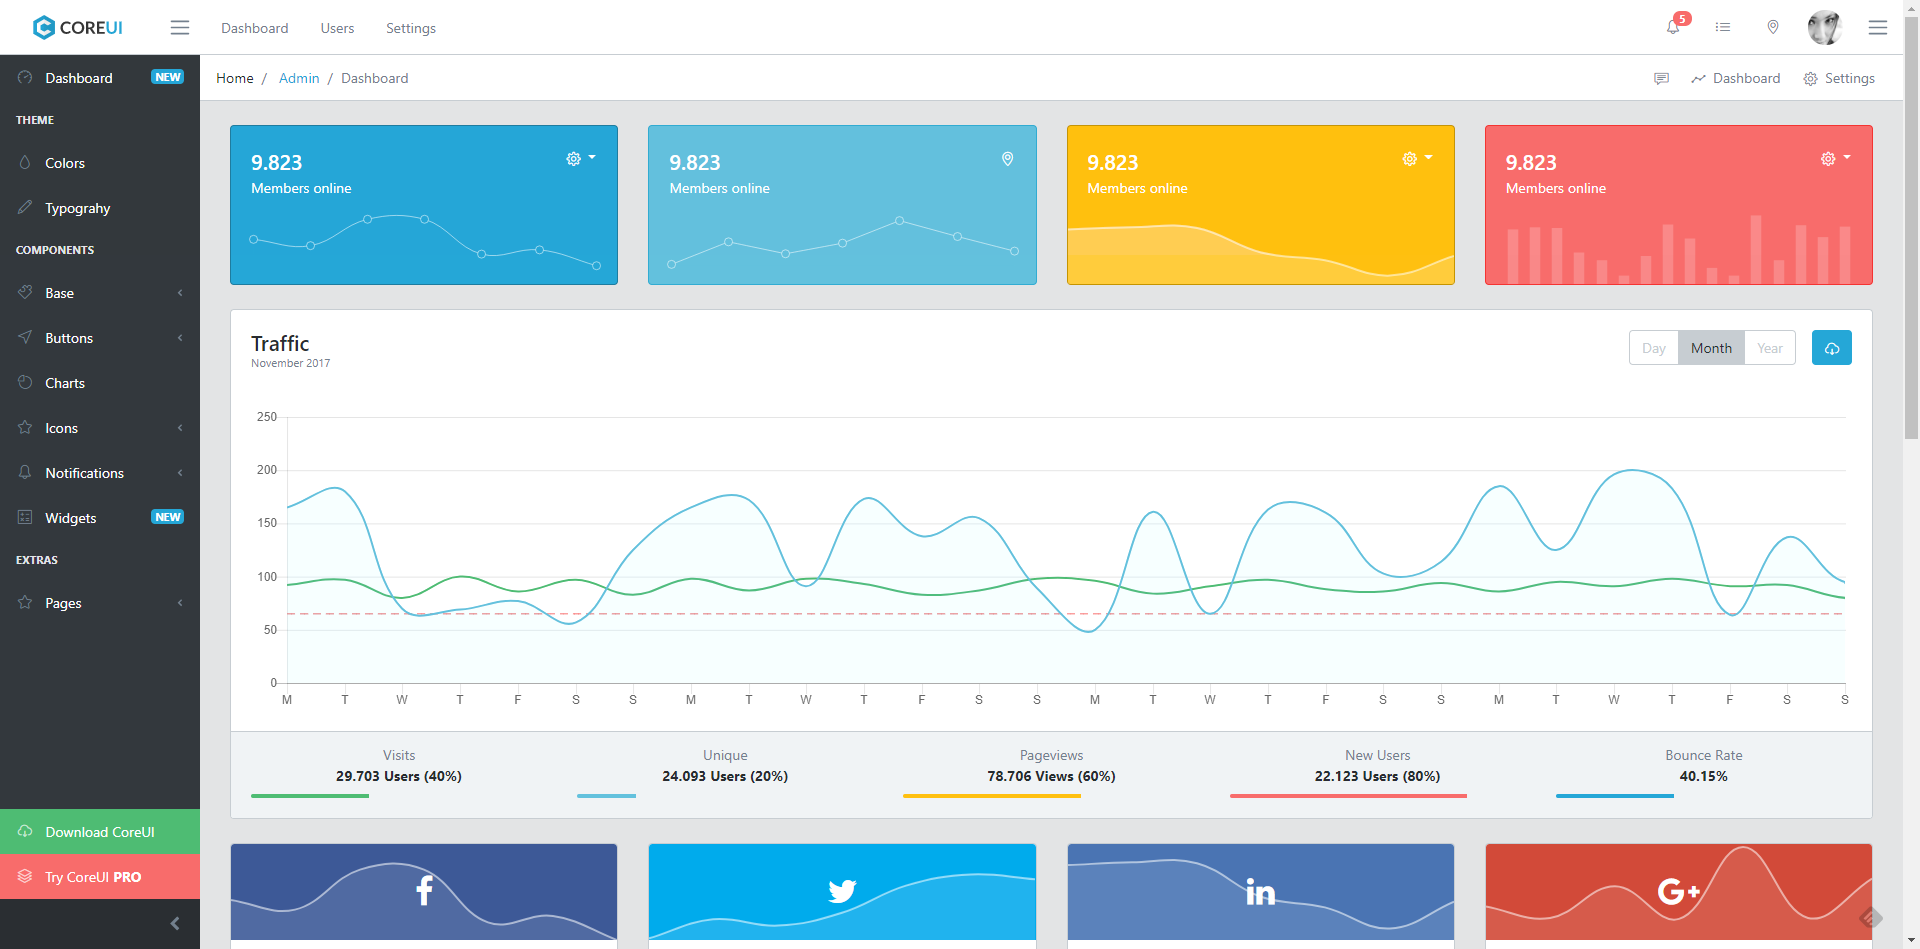 COREUI
Dashboard
Users
Settings
5
Dashboard NEW
THEME
Colors
Typograhy
COMPONENTS
Base
Buttons
Charts
Icons
Notifications
Widgets NEW
EXTRAS
Pages
Download CoreUI
Try CoreUI PRO
Home / Admin / Dashboard
Dashboard
Settings
9.823
Members online
9.823
Members online
9.823
Members online
9.823
Members online
Traffic
November 2017
Day Month Year
250
200
150
100
50
0
M T W T F S S M T W T F S S M T W T F S S M T W T F S S
Visits
29.703 Users (40%)
Unique
24.093 Users (20%)
Pageviews
78.706 Views (60%)
New Users
22.123 Users (80%)
Bounce Rate
40.15%
f
in
G+